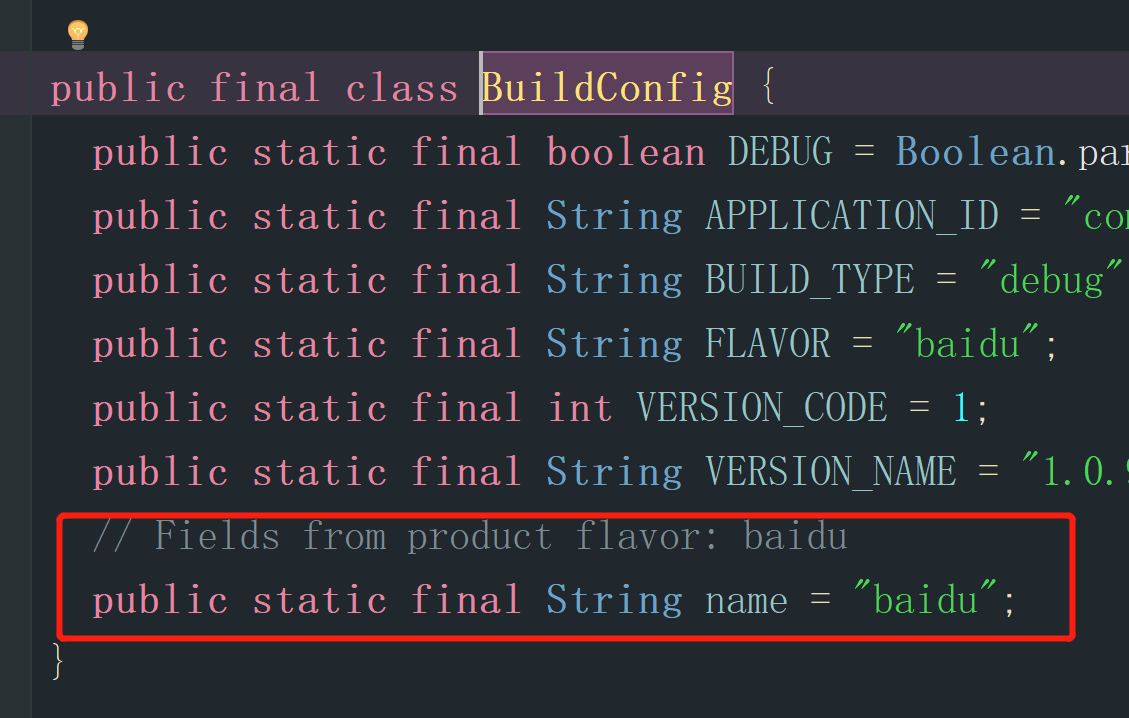 public final class BuildConfig {
public static final boolean DEBUG = Boolean.par
public static final String APPLICATION_ID = "con
public static final String BUILD_TYPE = "debug"
public static final String FLAVOR = "baidu";
public static final int VERSION_CODE = 1;
public static final String VERSION_NAME = "1.0.9
// Fields from product flavor: baidu
public static final String name = "baidu";
}